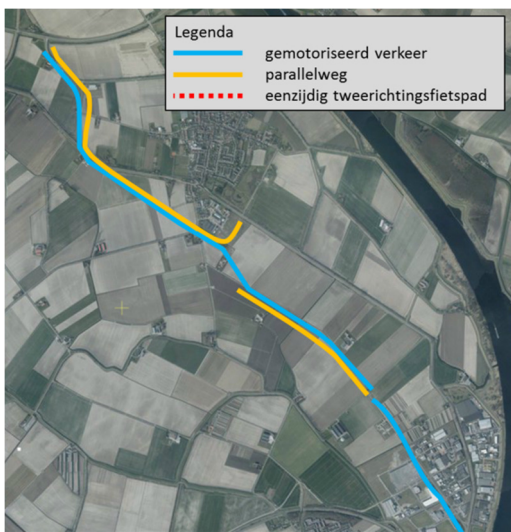 Legenda
gemotoriseerd verkeer
parallelweg
eenzijdig tweerichtingsfietspad